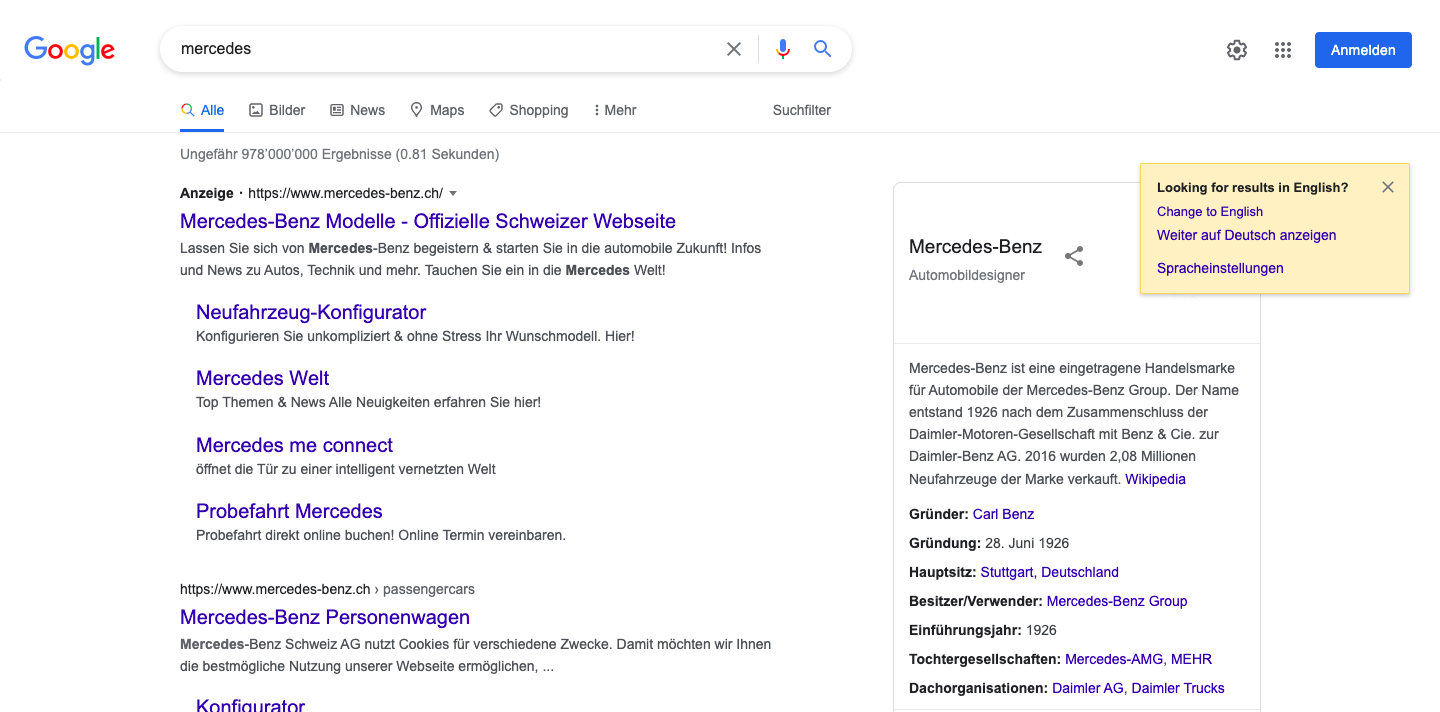 Google
mercedes
Anmelden
Alle
Bilder
News
Maps
Shopping
Mehr
Suchfilter
Ungefähr 978’000’000 Ergebnisse (0.81 Sekunden)
Anzeige · https://www.mercedes-benz.ch/
Mercedes-Benz Modelle - Offizielle Schweizer Webseite
Lassen Sie sich von Mercedes-Benz begeistern & starten Sie in die automobile Zukunft! Infos
und News zu Autos, Technik und mehr. Tauchen Sie ein in die Mercedes Welt!
Neufahrzeug-Konfigurator
Konfigurieren Sie unkompliziert & ohne Stress Ihr Wunschmodell. Hier!
Mercedes Welt
Top Themen & News Alle Neuigkeiten erfahren Sie hier!
Mercedes me connect
öffnet die Tür zu einer intelligent vernetzten Welt
Probefahrt Mercedes
Probefahrt direkt online buchen! Online Termin vereinbaren.
https://www.mercedes-benz.ch › passengercars
Mercedes-Benz Personenwagen
Mercedes-Benz Schweiz AG nutzt Cookies für verschiedene Zwecke. Damit möchten wir Ihnen
die bestmögliche Nutzung unserer Webseite ermöglichen, ...
Konfigurator
Looking for results in English?
Change to English
Weiter auf Deutsch anzeigen
Spracheinstellungen
Mercedes-Benz
Automobildesigner
Mercedes-Benz ist eine eingetragene Handelsmarke
für Automobile der Mercedes-Benz Group. Der Name
entstand 1926 nach dem Zusammenschluss der
Daimler-Motoren-Gesellschaft mit Benz & Cie. zur
Daimler-Benz AG. 2016 wurden 2,08 Millionen
Neufahrzeuge der Marke verkauft. Wikipedia
Gründer: Carl Benz
Gründung: 28. Juni 1926
Hauptsitz: Stuttgart, Deutschland
Besitzer/Verwender: Mercedes-Benz Group
Einführungsjahr: 1926
Tochtergesellschaften: Mercedes-AMG, MEHR
Dachorganisationen: Daimler AG, Daimler Trucks